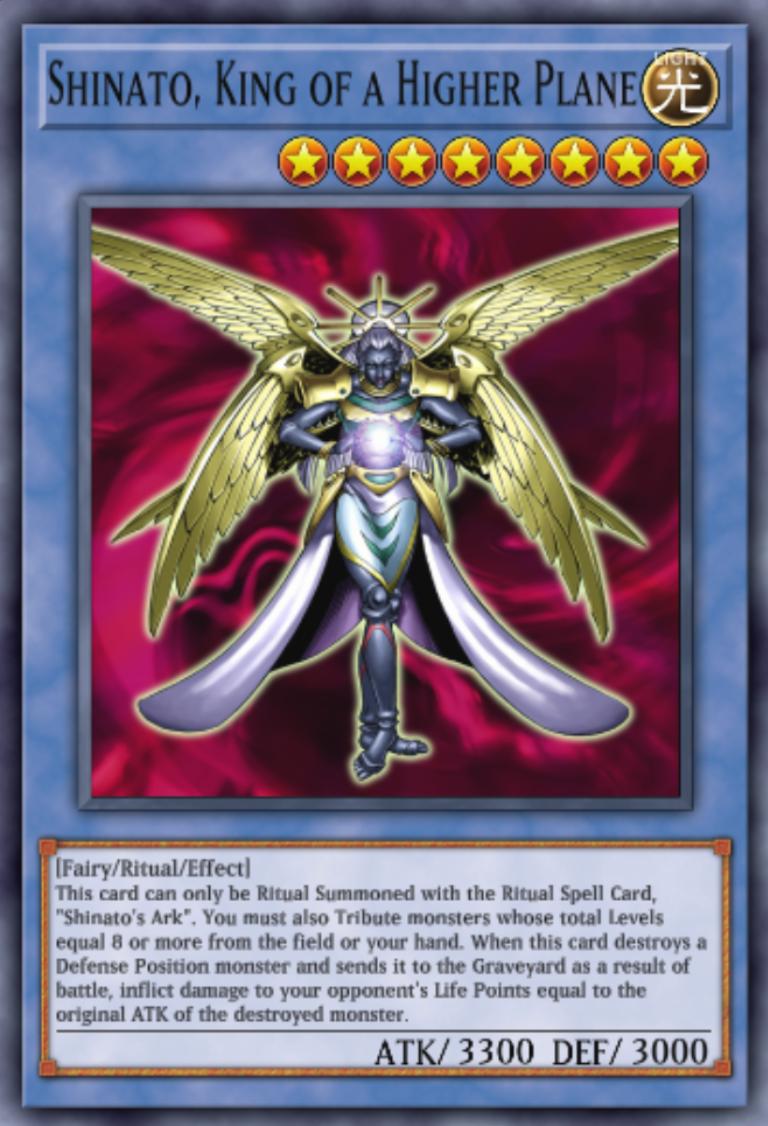 SHINATO, KING OF A HIGHER PLANE
LIGHT
光
[Fairy/Ritual/Effect]
This card can only be Ritual Summoned with the Ritual Spell Card,
"Shinato's Ark". You must also Tribute monsters whose total Levels
equal 8 or more from the field or your hand. When this card destroys a
Defense Position monster and sends it to the Graveyard as a result of
battle, inflict damage to your opponent's Life Points equal to the
original ATK of the destroyed monster.
ATK/ 3300 DEF/ 3000